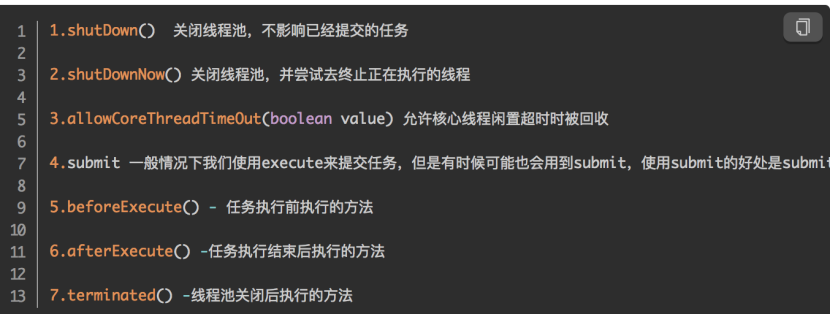 1 1.shutDown() 关闭线程池，不影响已经提交的任务
2
3 2.shutDownNow() 关闭线程池，并尝试去终止正在执行的线程
4
5 3.allowCoreThreadTimeOut(boolean value) 允许核心线程闲置超时时被回收
6
7 4.submit 一般情况下我们使用execute来提交任务，但是有时候可能也会用到submit，使用submit的好处是submit
8
9 5.beforeExecute() - 任务执行前执行的方法
10
11 6.afterExecute() -任务执行结束后执行的方法
12
13 7.terminated() -线程池关闭后执行的方法